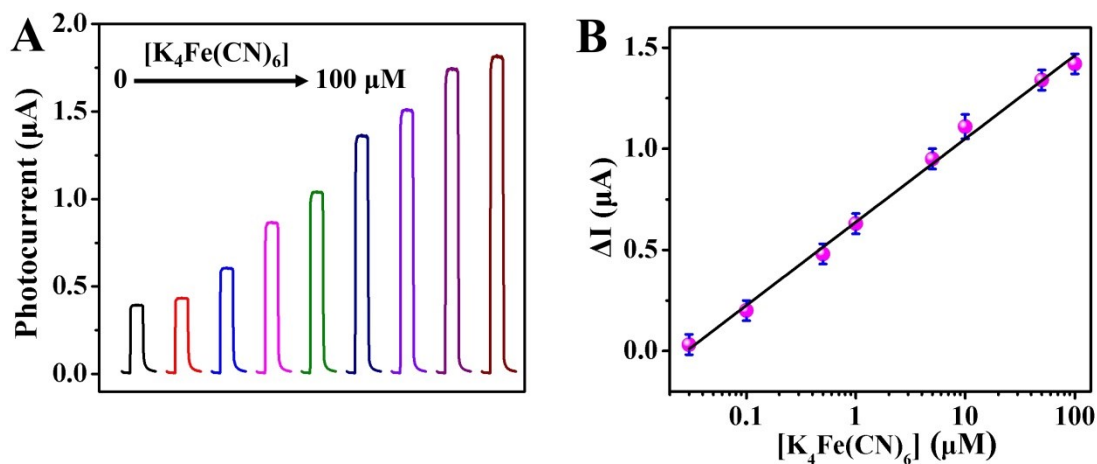 A
2.0
1.5
1.0
0.5
0.0
Photocurrent (μA)
[K₄Fe(CN)₆]
0
100 μM
B
1.5
1.0
0.5
0.0
ΔI (μA)
0.1
1
10
100
[K₄Fe(CN)₆] (μM)